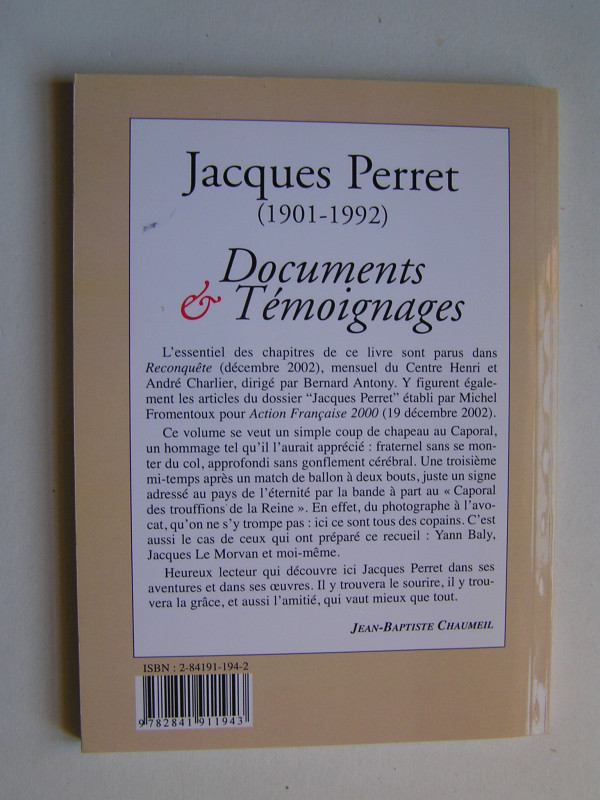 Jacques Perret
(1901-1992)
Documents
& Témoignages
L'essentiel des chapitres de ce livre sont parus dans
Reconquête (décembre 2002), mensuel du Centre Henri et
André Charlier, dirigé par Bernard Antony. Y figurent égale-
ment les articles du dossier “Jacques Perret” établi par Michel
Fromentoux pour Action Française 2000 (19 décembre 2002).
Ce volume se veut un simple coup de chapeau au Caporal,
un hommage tel qu'il l'aurait apprécié : fraternel sans se mon-
ter du col, approfondi sans gonflement cérébral. Une troisième
mi-temps après un match de ballon à deux bouts, juste un signe
adressé au pays de l'éternité par la bande à part au « Caporal
des trouffions de la Reine ». En effet, du photographe à l'avo-
cat, qu'on ne s'y trompe pas : ici ce sont tous des copains. C'est
aussi le cas de ceux qui ont préparé ce recueil : Yann Baly,
Jacques Le Morvan et moi-même.
Heureux lecteur qui découvre ici Jacques Perret dans ses
aventures et dans ses œuvres. Il y trouvera le sourire, il y trou-
vera la grâce, et aussi l'amitié, qui vaut mieux que tout.
JEAN-BAPTISTE CHAUMEIL
ISBN : 2-84191-194-2
9 782841 911943